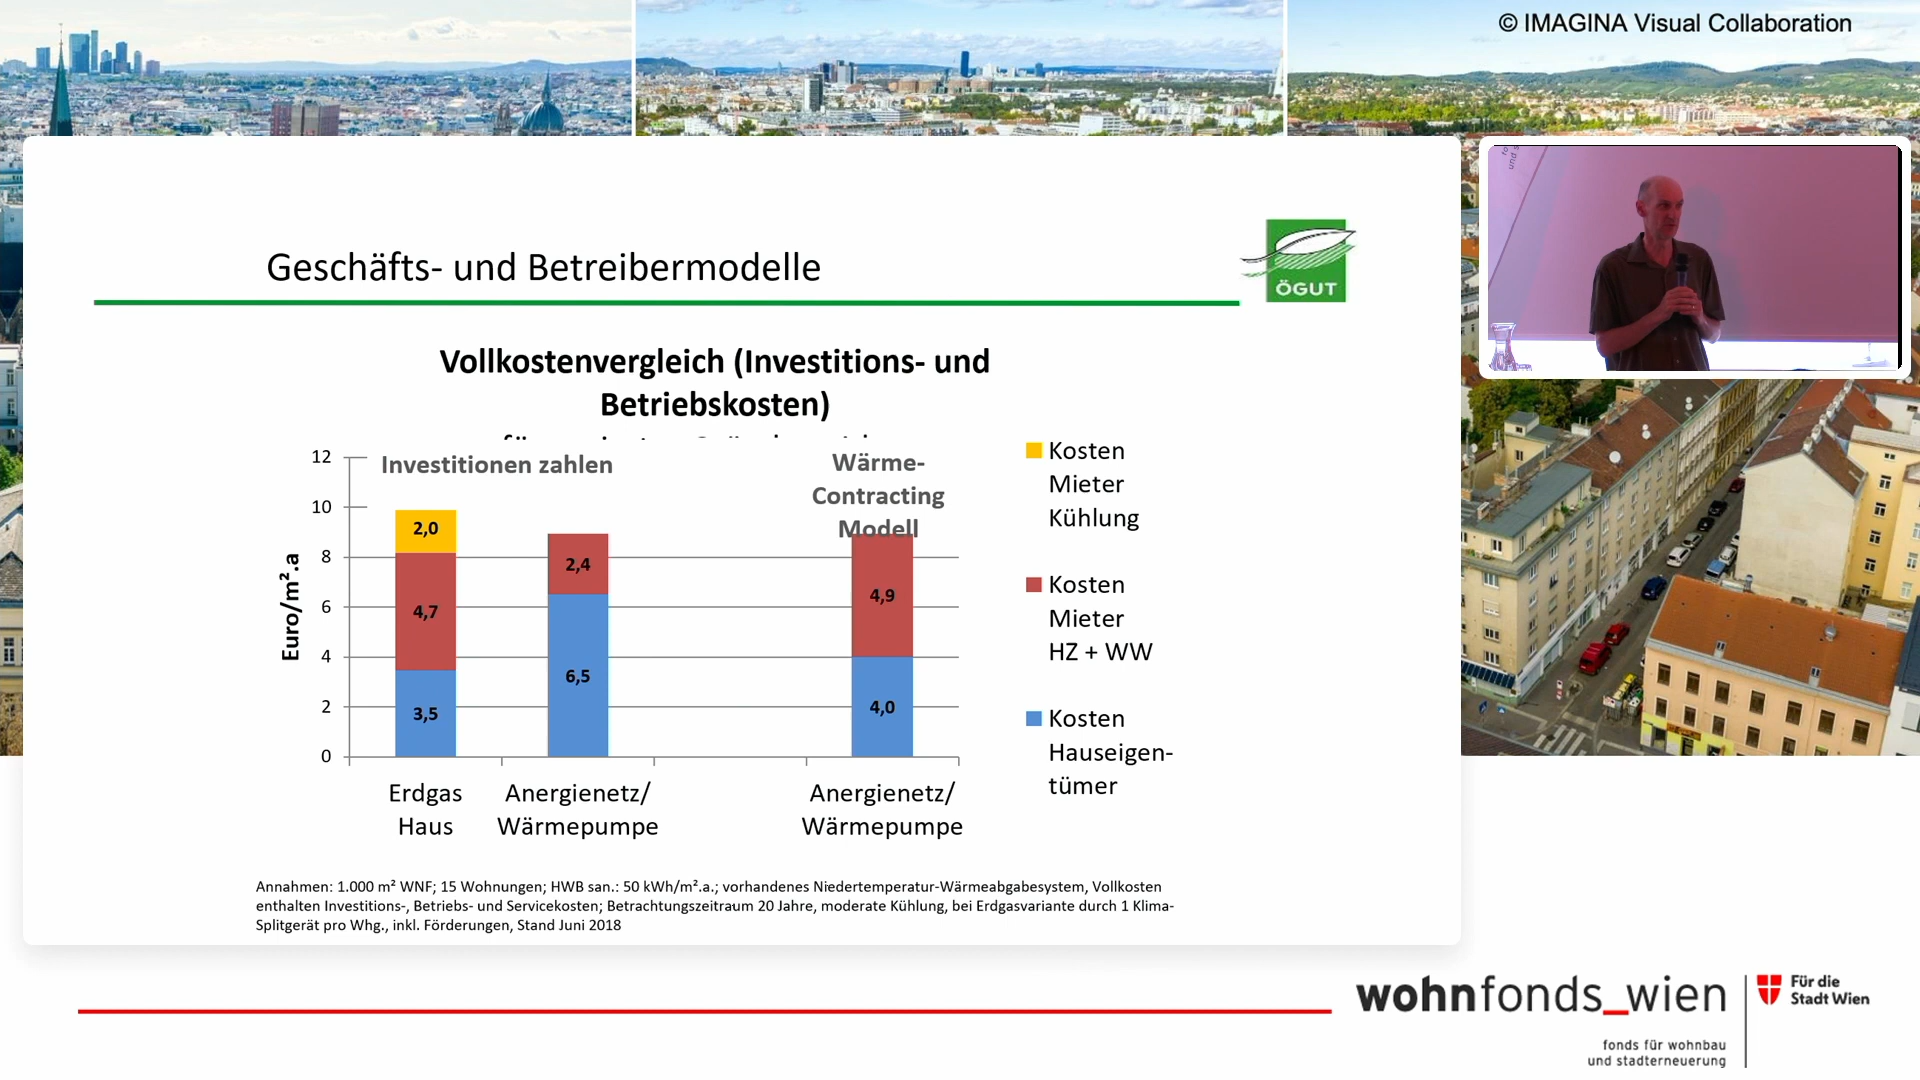 © IMAGINA Visual Collaboration
Geschäfts- und Betreibermodelle
ÖGUT
Vollkostenvergleich (Investitions- und
Betriebskosten)
Investitionen zahlen
Wärme-
Contracting
Modell
Euro/m².a
12
10
8
6
4
2
0
2,0
4,7
3,5
2,4
6,5
4,9
4,0
Erdgas
Haus
Anergienetz/
Wärmepumpe
Anergienetz/
Wärmepumpe
Kosten
Mieter
Kühlung
Kosten
Mieter
HZ + WW
Kosten
Hauseigen-
tümer
Annahmen: 1.000 m² WNF; 15 Wohnungen; HWB san.: 50 kWh/m².a.; vorhandenes Niedertemperatur-Wärmeabgabesystem, Vollkosten
enthalten Investitions-, Betriebs- und Servicekosten; Betrachtungszeitraum 20 Jahre, moderate Kühlung, bei Erdgasvariante durch 1 Klima-
Splitgerät pro Whg., inkl. Förderungen, Stand Juni 2018
wohnfonds_wien
fonds für wohnbau
und stadterneuerung
Für die
Stadt Wien